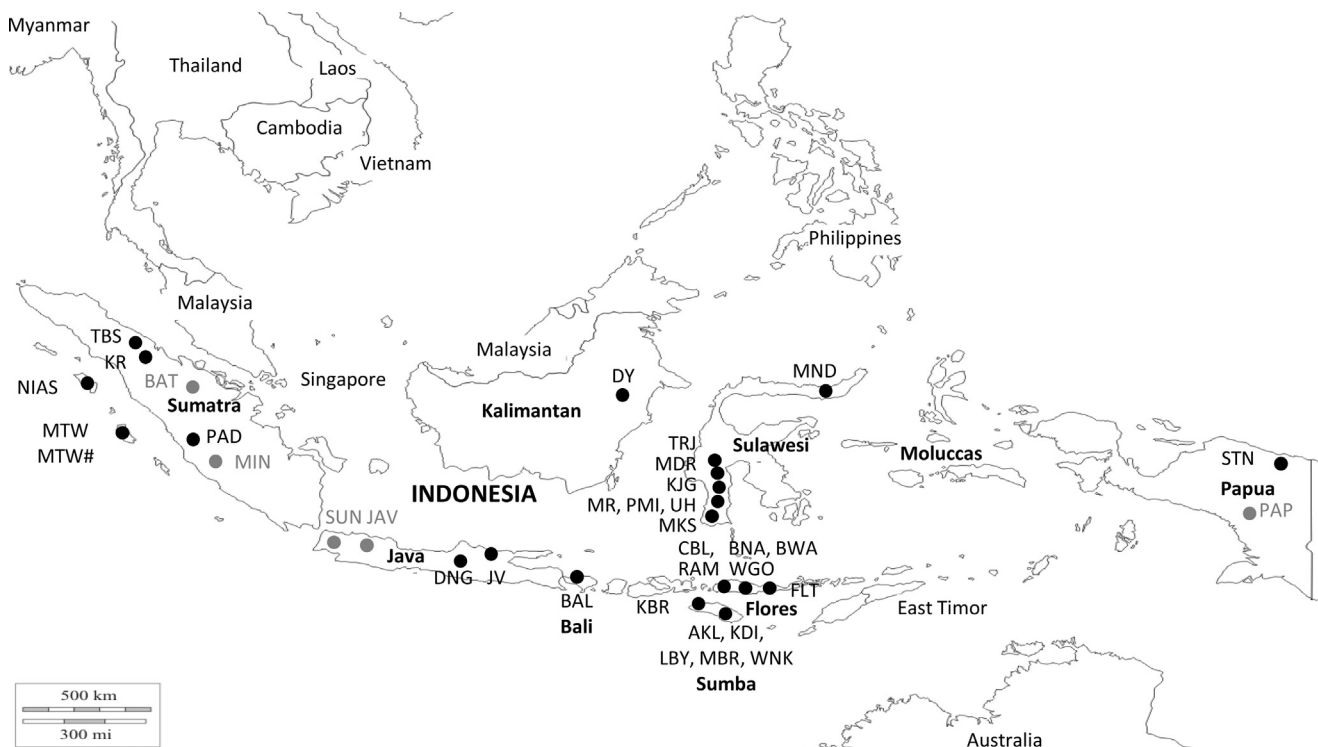 Myanmar
Thailand
Laos
Cambodia
Vietnam
Philippines
Malaysia
TBS
KR
NIAS
BAT
Sumatra
Singapore
Malaysia
Kalimantan
DY
MND
MTW
MTW#
PAD
MIN
TRJ
MDR
KJG
MR, PMI, UH
MKS
Sulawesi
Moluccas
STN
Papua
PAP
INDONESIA
SUN JAV
Java
DNG JV
BAL
Bali
CBL, BNA, BWA
RAM WGO
KBR
FLT
Flores
East Timor
AKL, KDI,
LBY, MBR, WNK
Sumba
500 km
300 mi
Australia